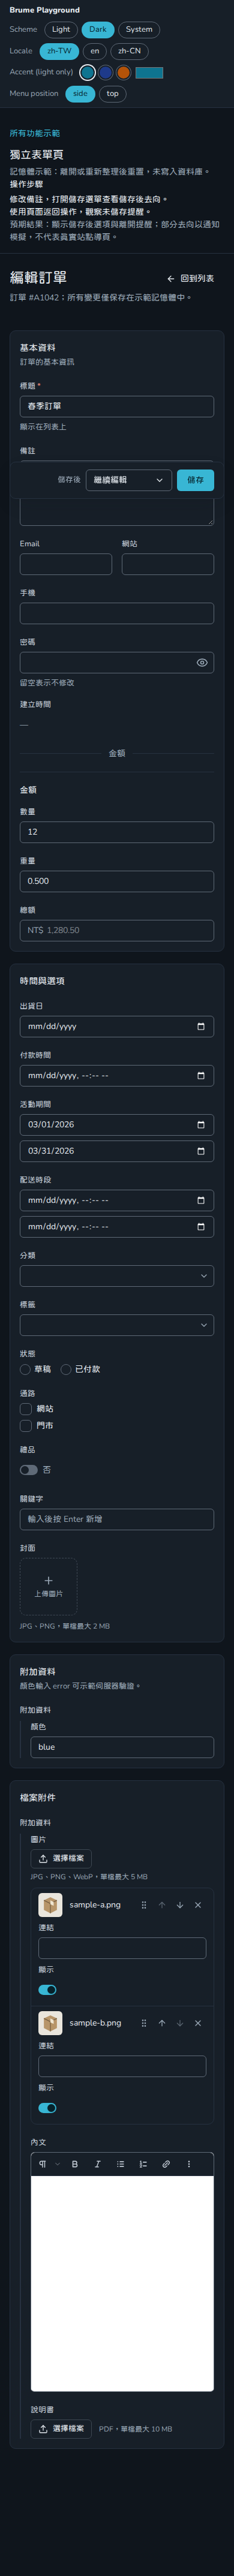 Brume Playground
Scheme Light Dark System
Locale zh-TW en zh-CN
Accent (light only)
Menu position side top
所有功能示範
獨立表單頁
記憶體示範：離開或重新整理後重置，未寫入資料庫。
操作步驟
修改備註，打開儲存選單查看儲存後去向。
使用頁面返回操作，觀察未儲存提醒。
預期結果：顯示儲存後選項與離開提醒；部分去向以通知
模擬，不代表真實站點導頁。
編輯訂單
← 回到列表
訂單 #A1042：所有變更僅保存在示範記憶體中。
基本資料
訂單的基本資訊
標題 *
春季訂單
顯示在列表上
備註
儲存後 繼續編輯 儲存
Email 網站
手機
密碼
留空表示不修改
建立時間
—
金額
金額
數量
12
重量
0.500
總額
NT$ 1,280.50
時間與選項
出貨日
mm/dd/yyyy
付款時間
mm/dd/yyyy, --:-- --
活動期間
03/01/2026
03/31/2026
配送時段
mm/dd/yyyy, --:-- --
mm/dd/yyyy, --:-- --
分類
標籤
狀態
草稿 已付款
通路
網站
門市
禮品
否
關鍵字
輸入後按 Enter 新增
封面
上傳圖片
JPG、PNG，單檔最大 2 MB
附加資料
顏色輸入 error 可示範伺服器驗證。
附加資料
顏色
blue
檔案附件
附加資料
圖片
選擇檔案
JPG、PNG、WebP，單檔最大 5 MB
sample-a.png
連結
顯示
sample-b.png
連結
顯示
內文
¶ B I
說明書
選擇檔案 PDF，單檔最大 10 MB